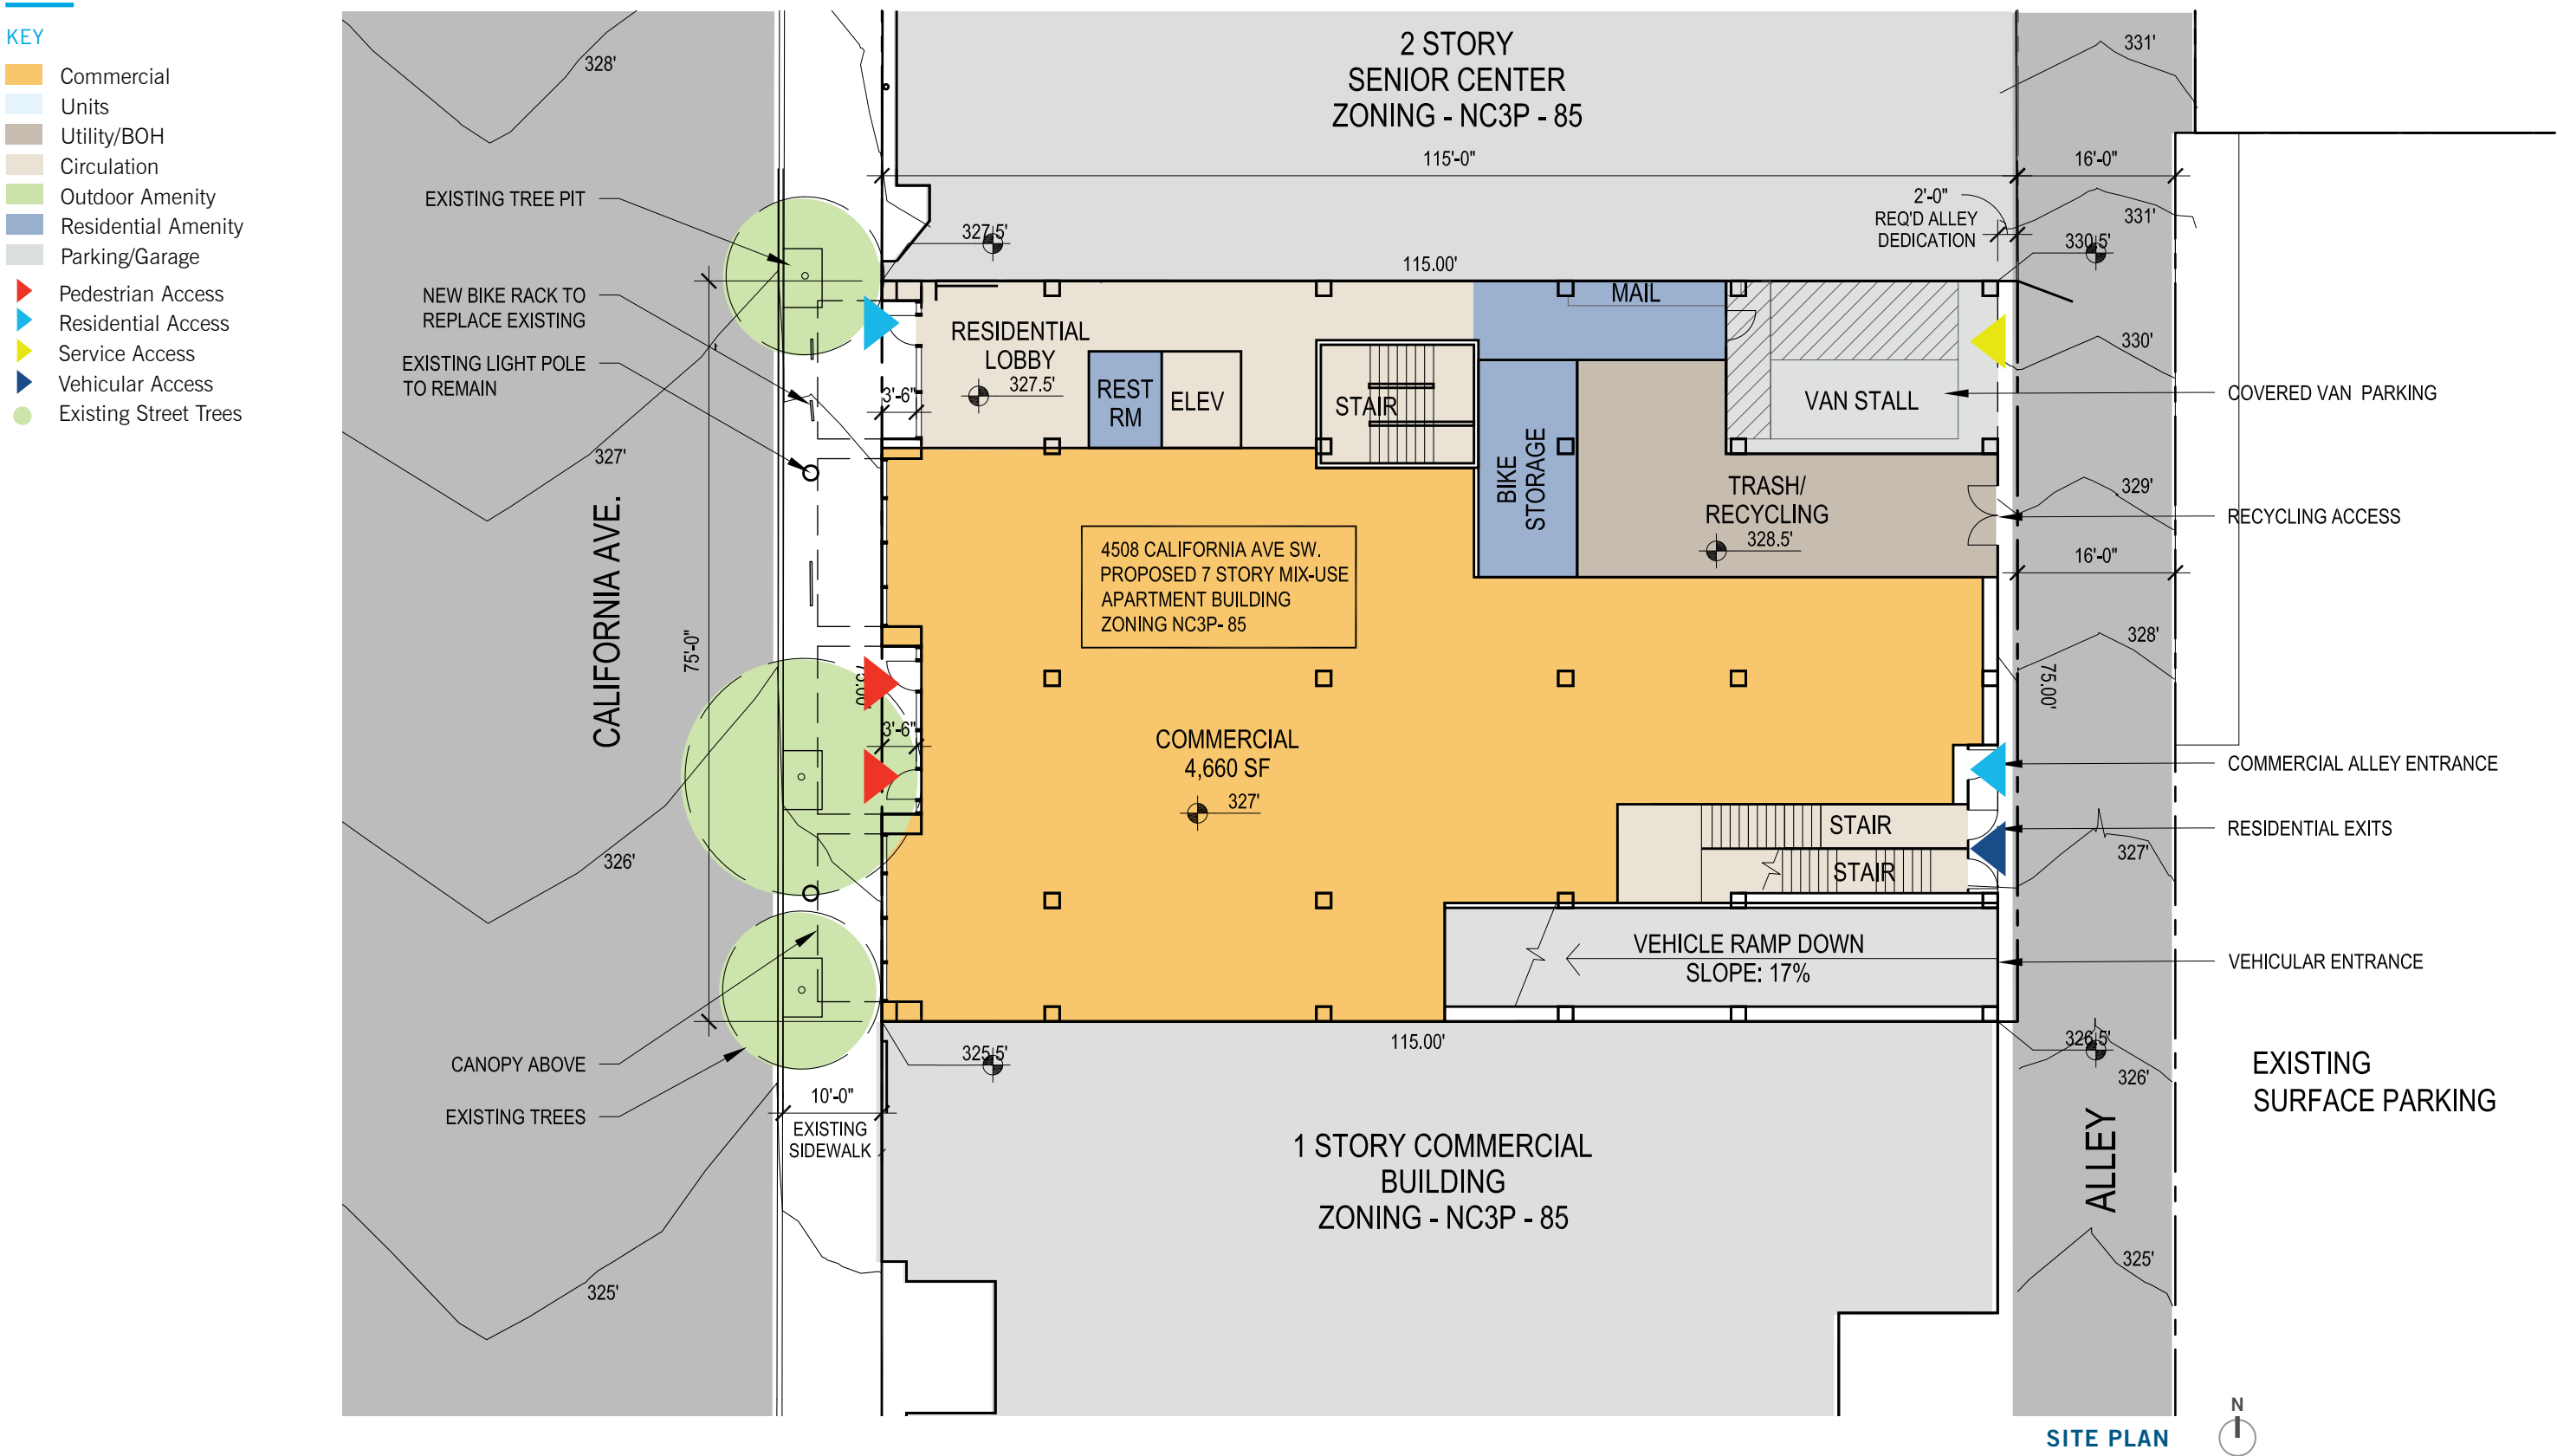 KEY
Commercial
Units
Utility/BOH
Circulation
Outdoor Amenity
Residential Amenity
Parking/Garage
Pedestrian Access
Residential Access
Service Access
Vehicular Access
Existing Street Trees
328'
327'
326'
325'
CALIFORNIA AVE.
EXISTING TREE PIT
NEW BIKE RACK TO
REPLACE EXISTING
EXISTING LIGHT POLE
TO REMAIN
75'-0"
CANOPY ABOVE
EXISTING TREES
10'-0"
EXISTING
SIDEWALK
2 STORY
SENIOR CENTER
ZONING - NC3P - 85
115'-0"
16'-0"
2'-0"
REQ'D ALLEY
DEDICATION
327.5'
330.5'
115.00'
RESIDENTIAL
LOBBY
327.5'
3'-6"
REST
RM
ELEV
STAIR
MAIL
BIKE
STORAGE
VAN STALL
TRASH/
RECYCLING
328.5'
4508 CALIFORNIA AVE SW.
PROPOSED 7 STORY MIX-USE
APARTMENT BUILDING
ZONING NC3P- 85
75.00'
3'-6"
COMMERCIAL
4,660 SF
327'
STAIR
STAIR
VEHICLE RAMP DOWN
SLOPE: 17%
115.00'
325.5'
326.5'
75.00'
1 STORY COMMERCIAL
BUILDING
ZONING - NC3P - 85
331'
331'
330'
329'
16'-0"
328'
327'
326'
325'
ALLEY
COVERED VAN PARKING
RECYCLING ACCESS
COMMERCIAL ALLEY ENTRANCE
RESIDENTIAL EXITS
VEHICULAR ENTRANCE
EXISTING
SURFACE PARKING
N
SITE PLAN